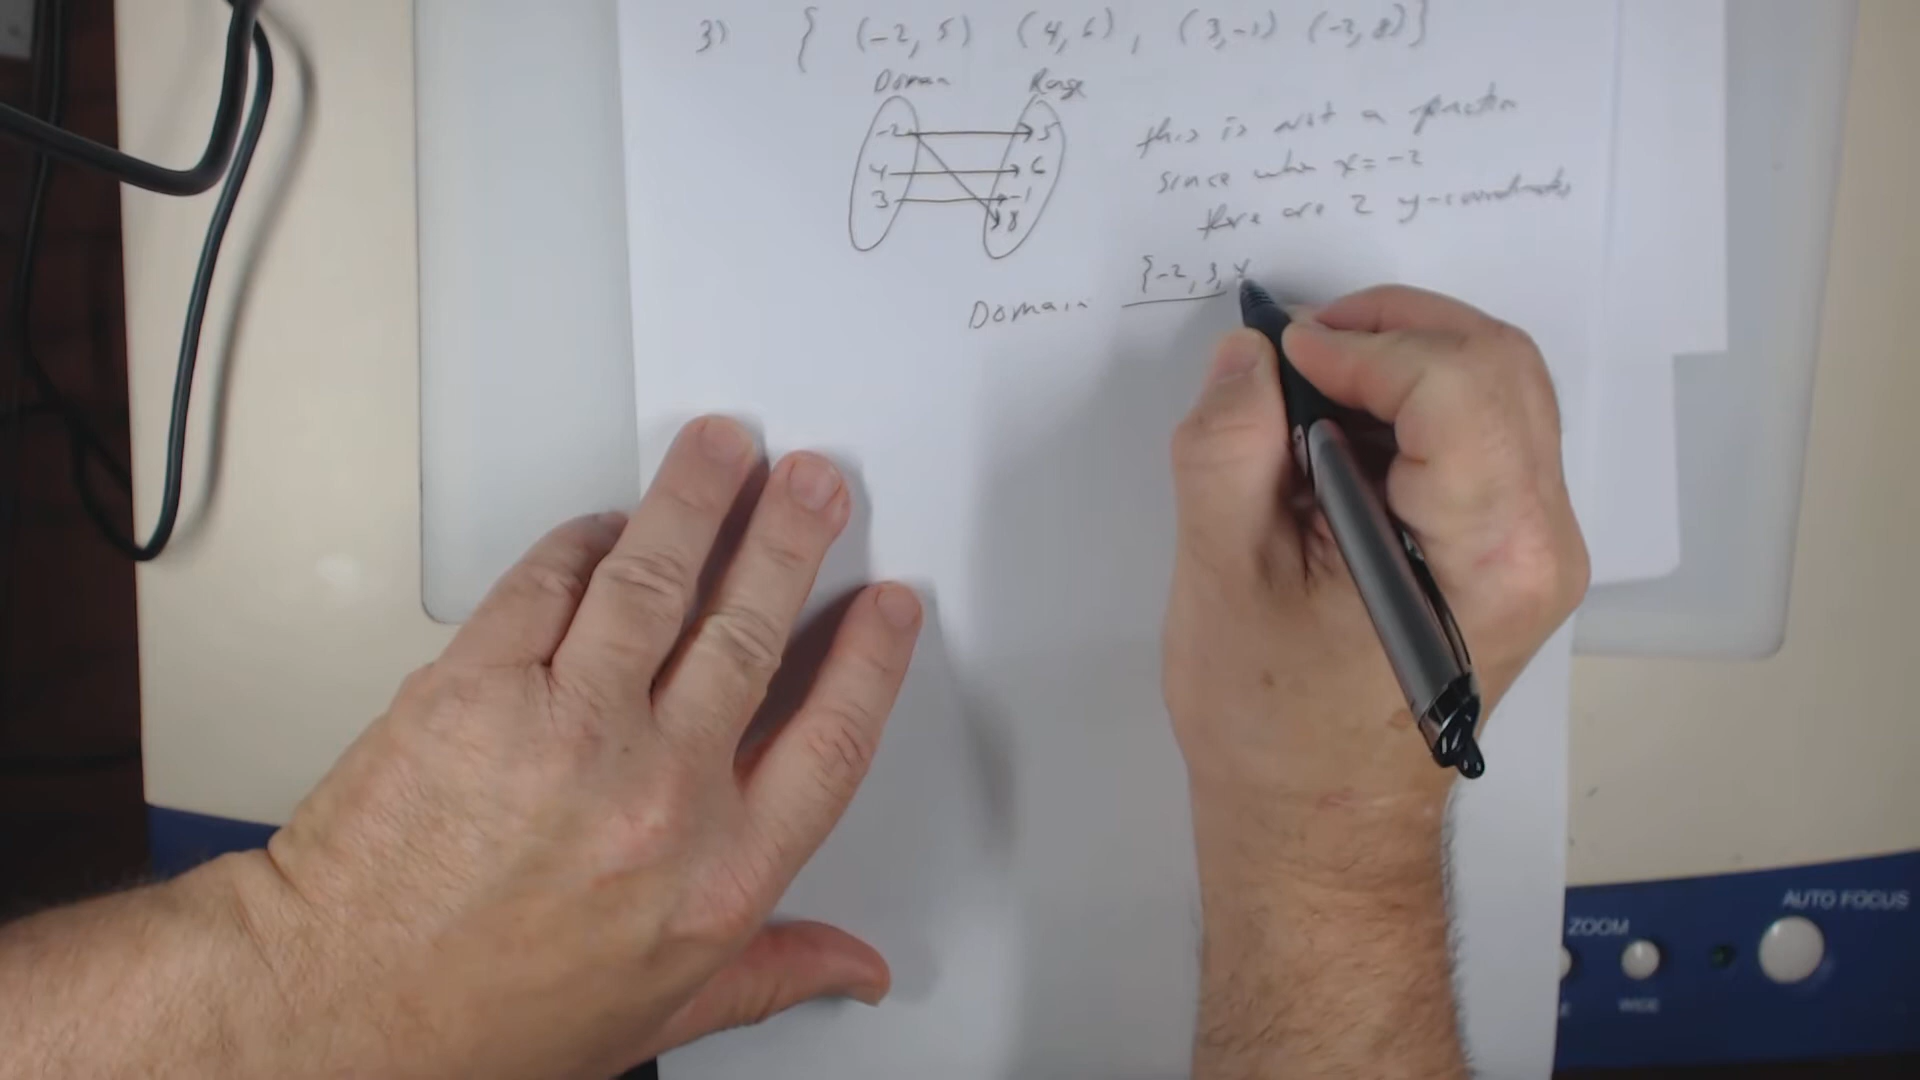 3) { (-2, 5) (4, 6), (3, -1) (-2, 8)}
Domain Range
-2 5
4 6
3 -1
8
this is not a function
since when x = -2
there are 2 y-coordinates
{-2, 3, 4
Domain
AUTO FOCUS
ZOOM
WIDE